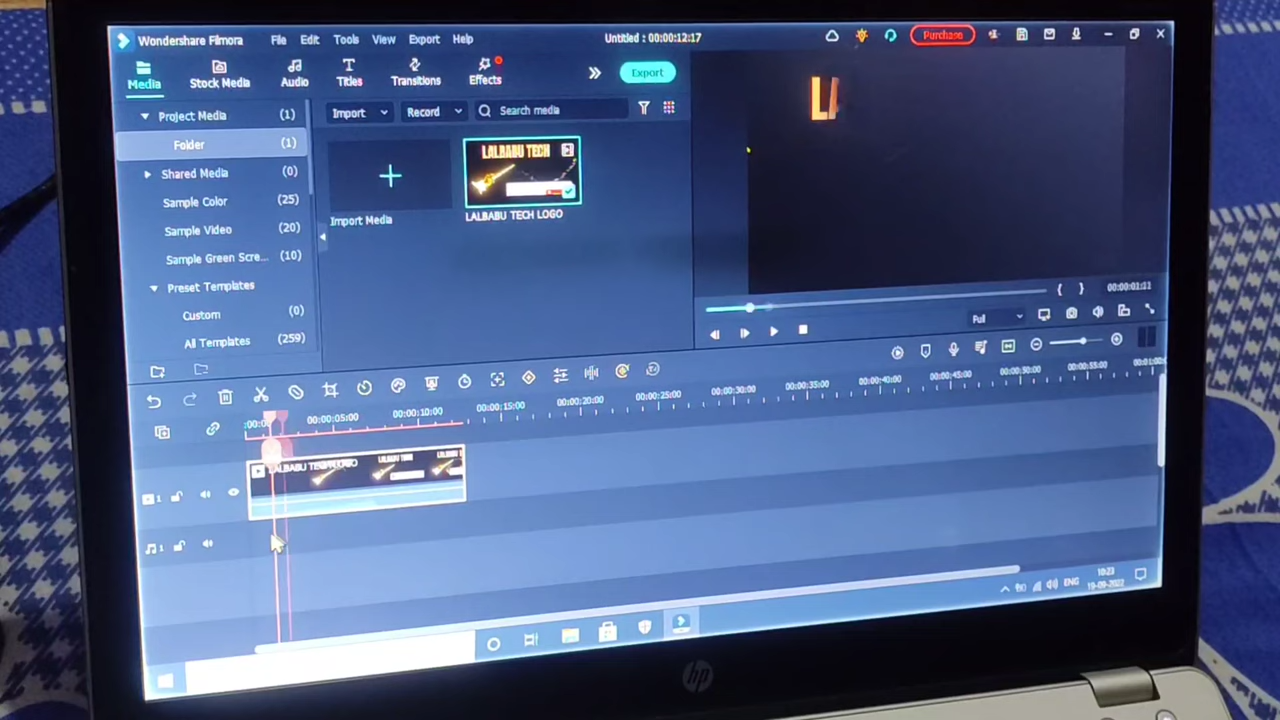 Wondershare Filmora File Edit Tools View Export Help Untitled : 00:00:12:17 Purchase
Media Stock Media Audio Titles Transitions Effects Export
Project Media (1)
Folder (1)
Shared Media (0)
Sample Color (25)
Sample Video (20)
Sample Green Scre... (10)
Preset Templates
Custom (0)
All Templates (259)
Import Record Search media
LALBABU TECH
Import Media LALBABU TECH LOGO
LI
00:00:01:11
Full
00:00:05:00 00:00:10:00 00:00:15:00 00:00:20:00 00:00:25:00 00:00:30:00 00:00:35:00 00:00:40:00 00:00:45:00 00:00:50:00 00:00:55:00
LALBABU TECH LOGO
1
1
ENG
10:23
19-09-2022
hp